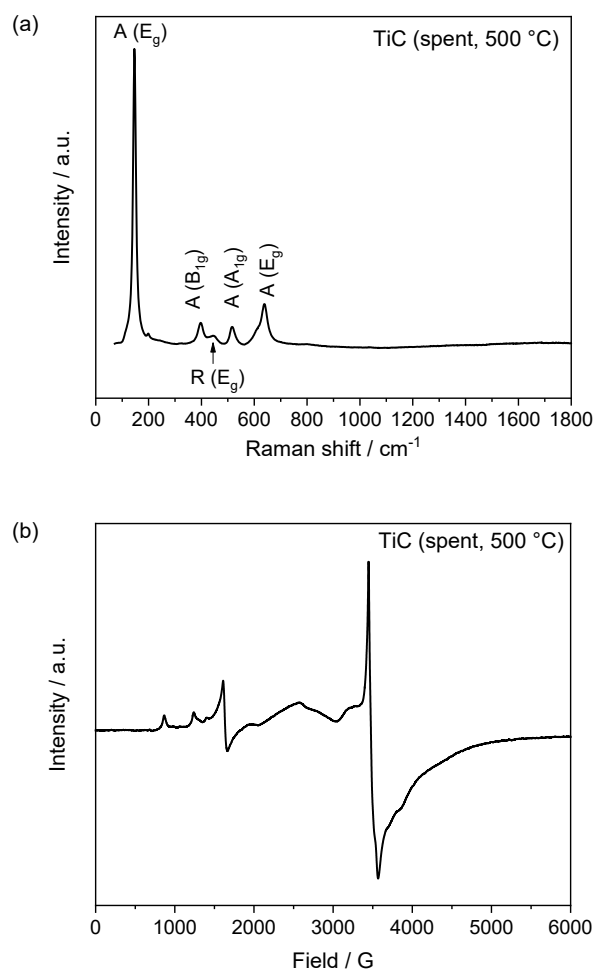 (a)
A (Eg)
TiC (spent, 500 °C)
Intensity / a.u.
A (B1g)
A (A1g)
A (Eg)
R (Eg)
0 200 400 600 800 1000 1200 1400 1600 1800
Raman shift / cm-1
(b)
TiC (spent, 500 °C)
Intensity / a.u.
0 1000 2000 3000 4000 5000 6000
Field / G